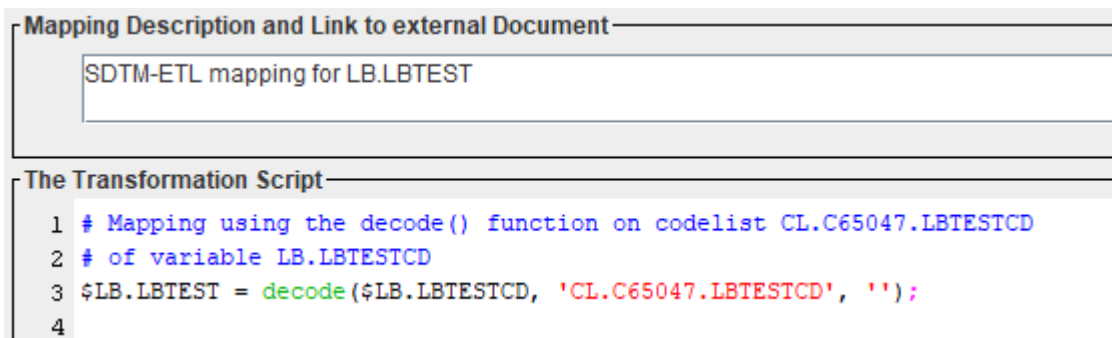 Mapping Description and Link to external Document
SDTM-ETL mapping for LB.LBTEST
The Transformation Script
1 # Mapping using the decode() function on codelist CL.C65047.LBTESTCD
2 # of variable LB.LBTESTCD
3 $LB.LBTEST = decode($LB.LBTESTCD, 'CL.C65047.LBTESTCD', '');
4